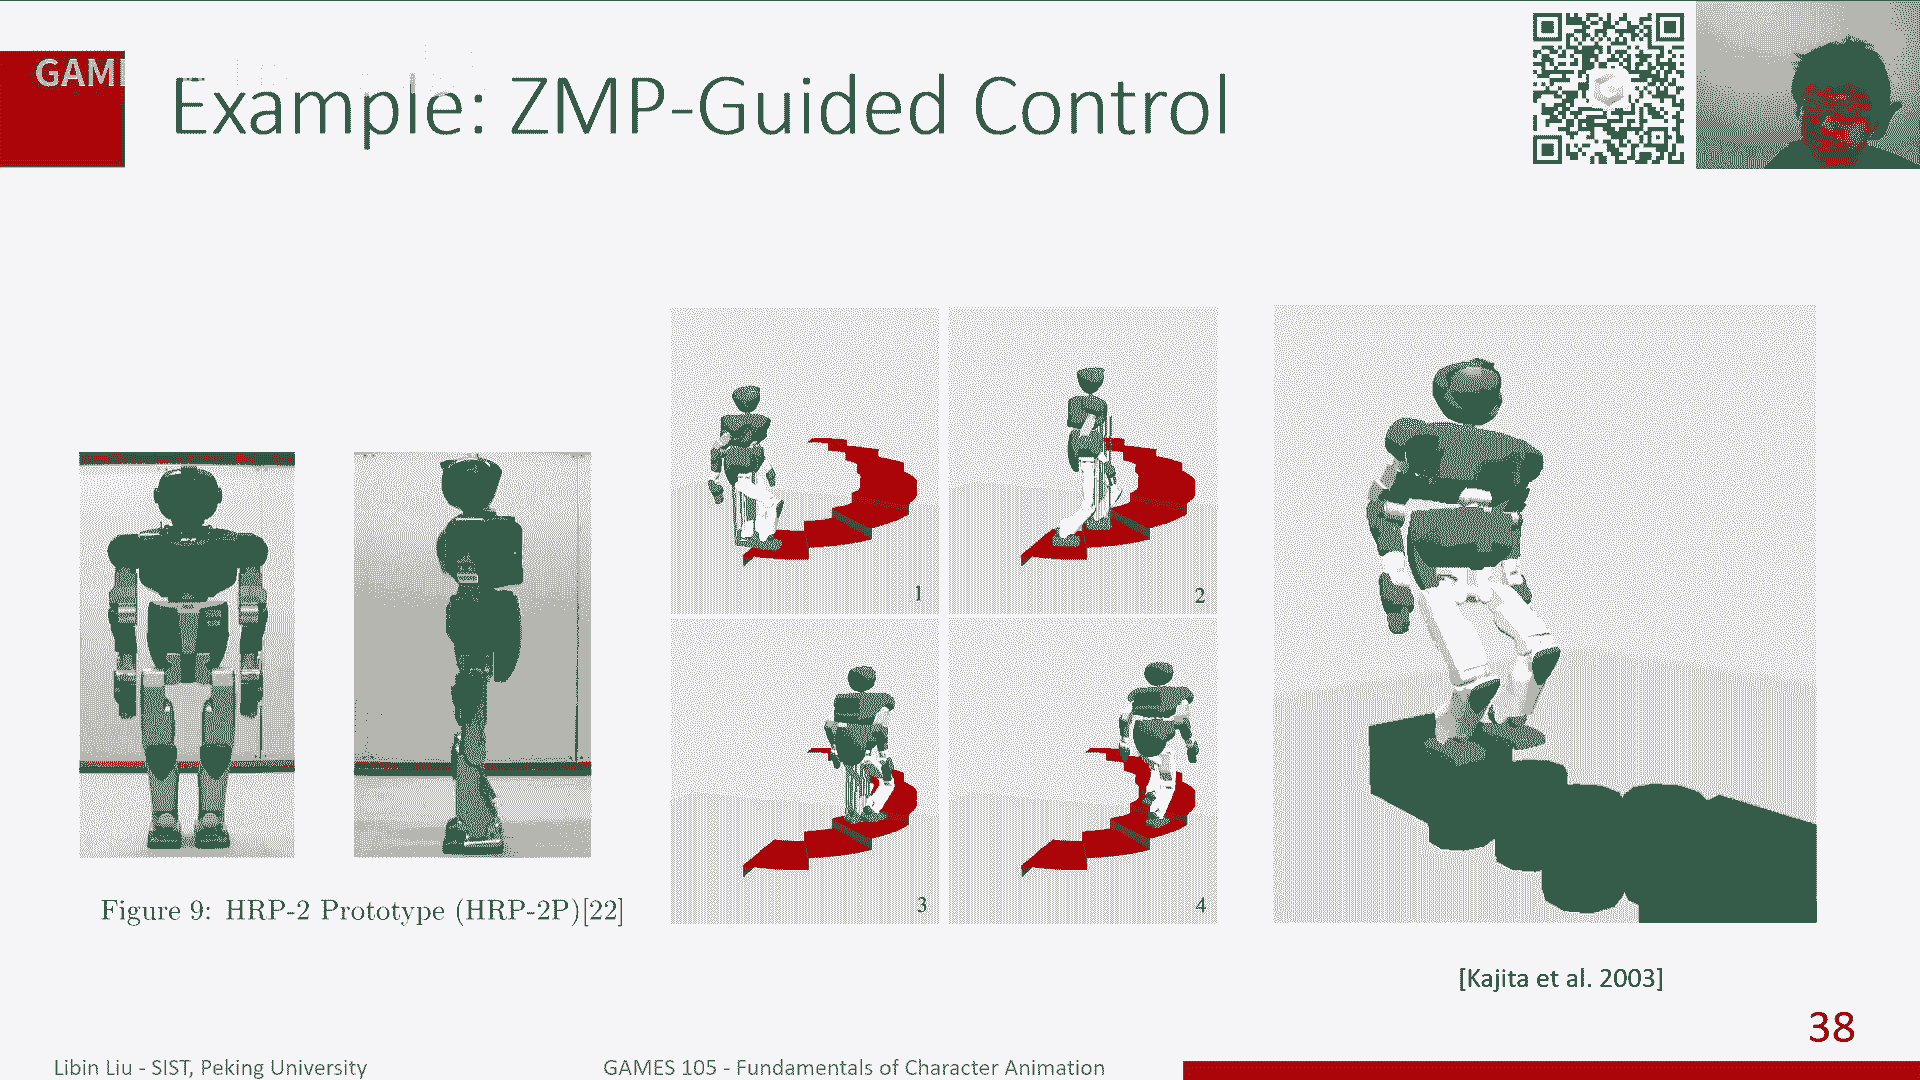 GAM
Example: ZMP-Guided Control
1
2
3
4
Figure 9: HRP-2 Prototype (HRP-2P)[22]
[Kajita et al. 2003]
38
Libin Liu - SIST, Peking University
GAMES 105 - Fundamentals of Character Animation